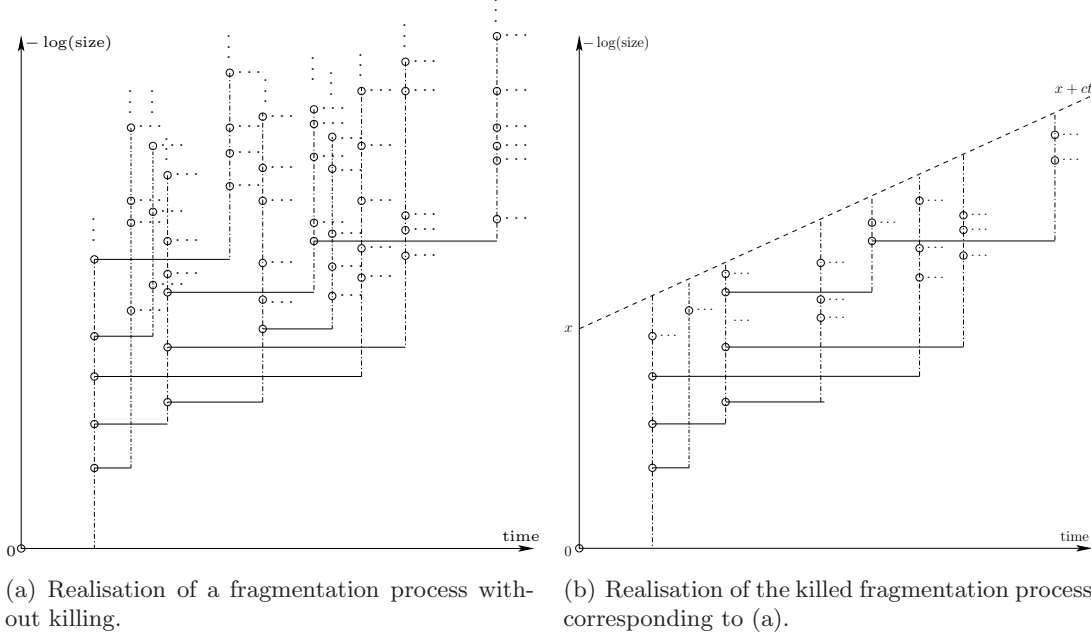 − log(size)
0
time
− log(size)
x + ct
x
0
time
(a) Realisation of a fragmentation process with-
out killing.
(b) Realisation of the killed fragmentation process
corresponding to (a).